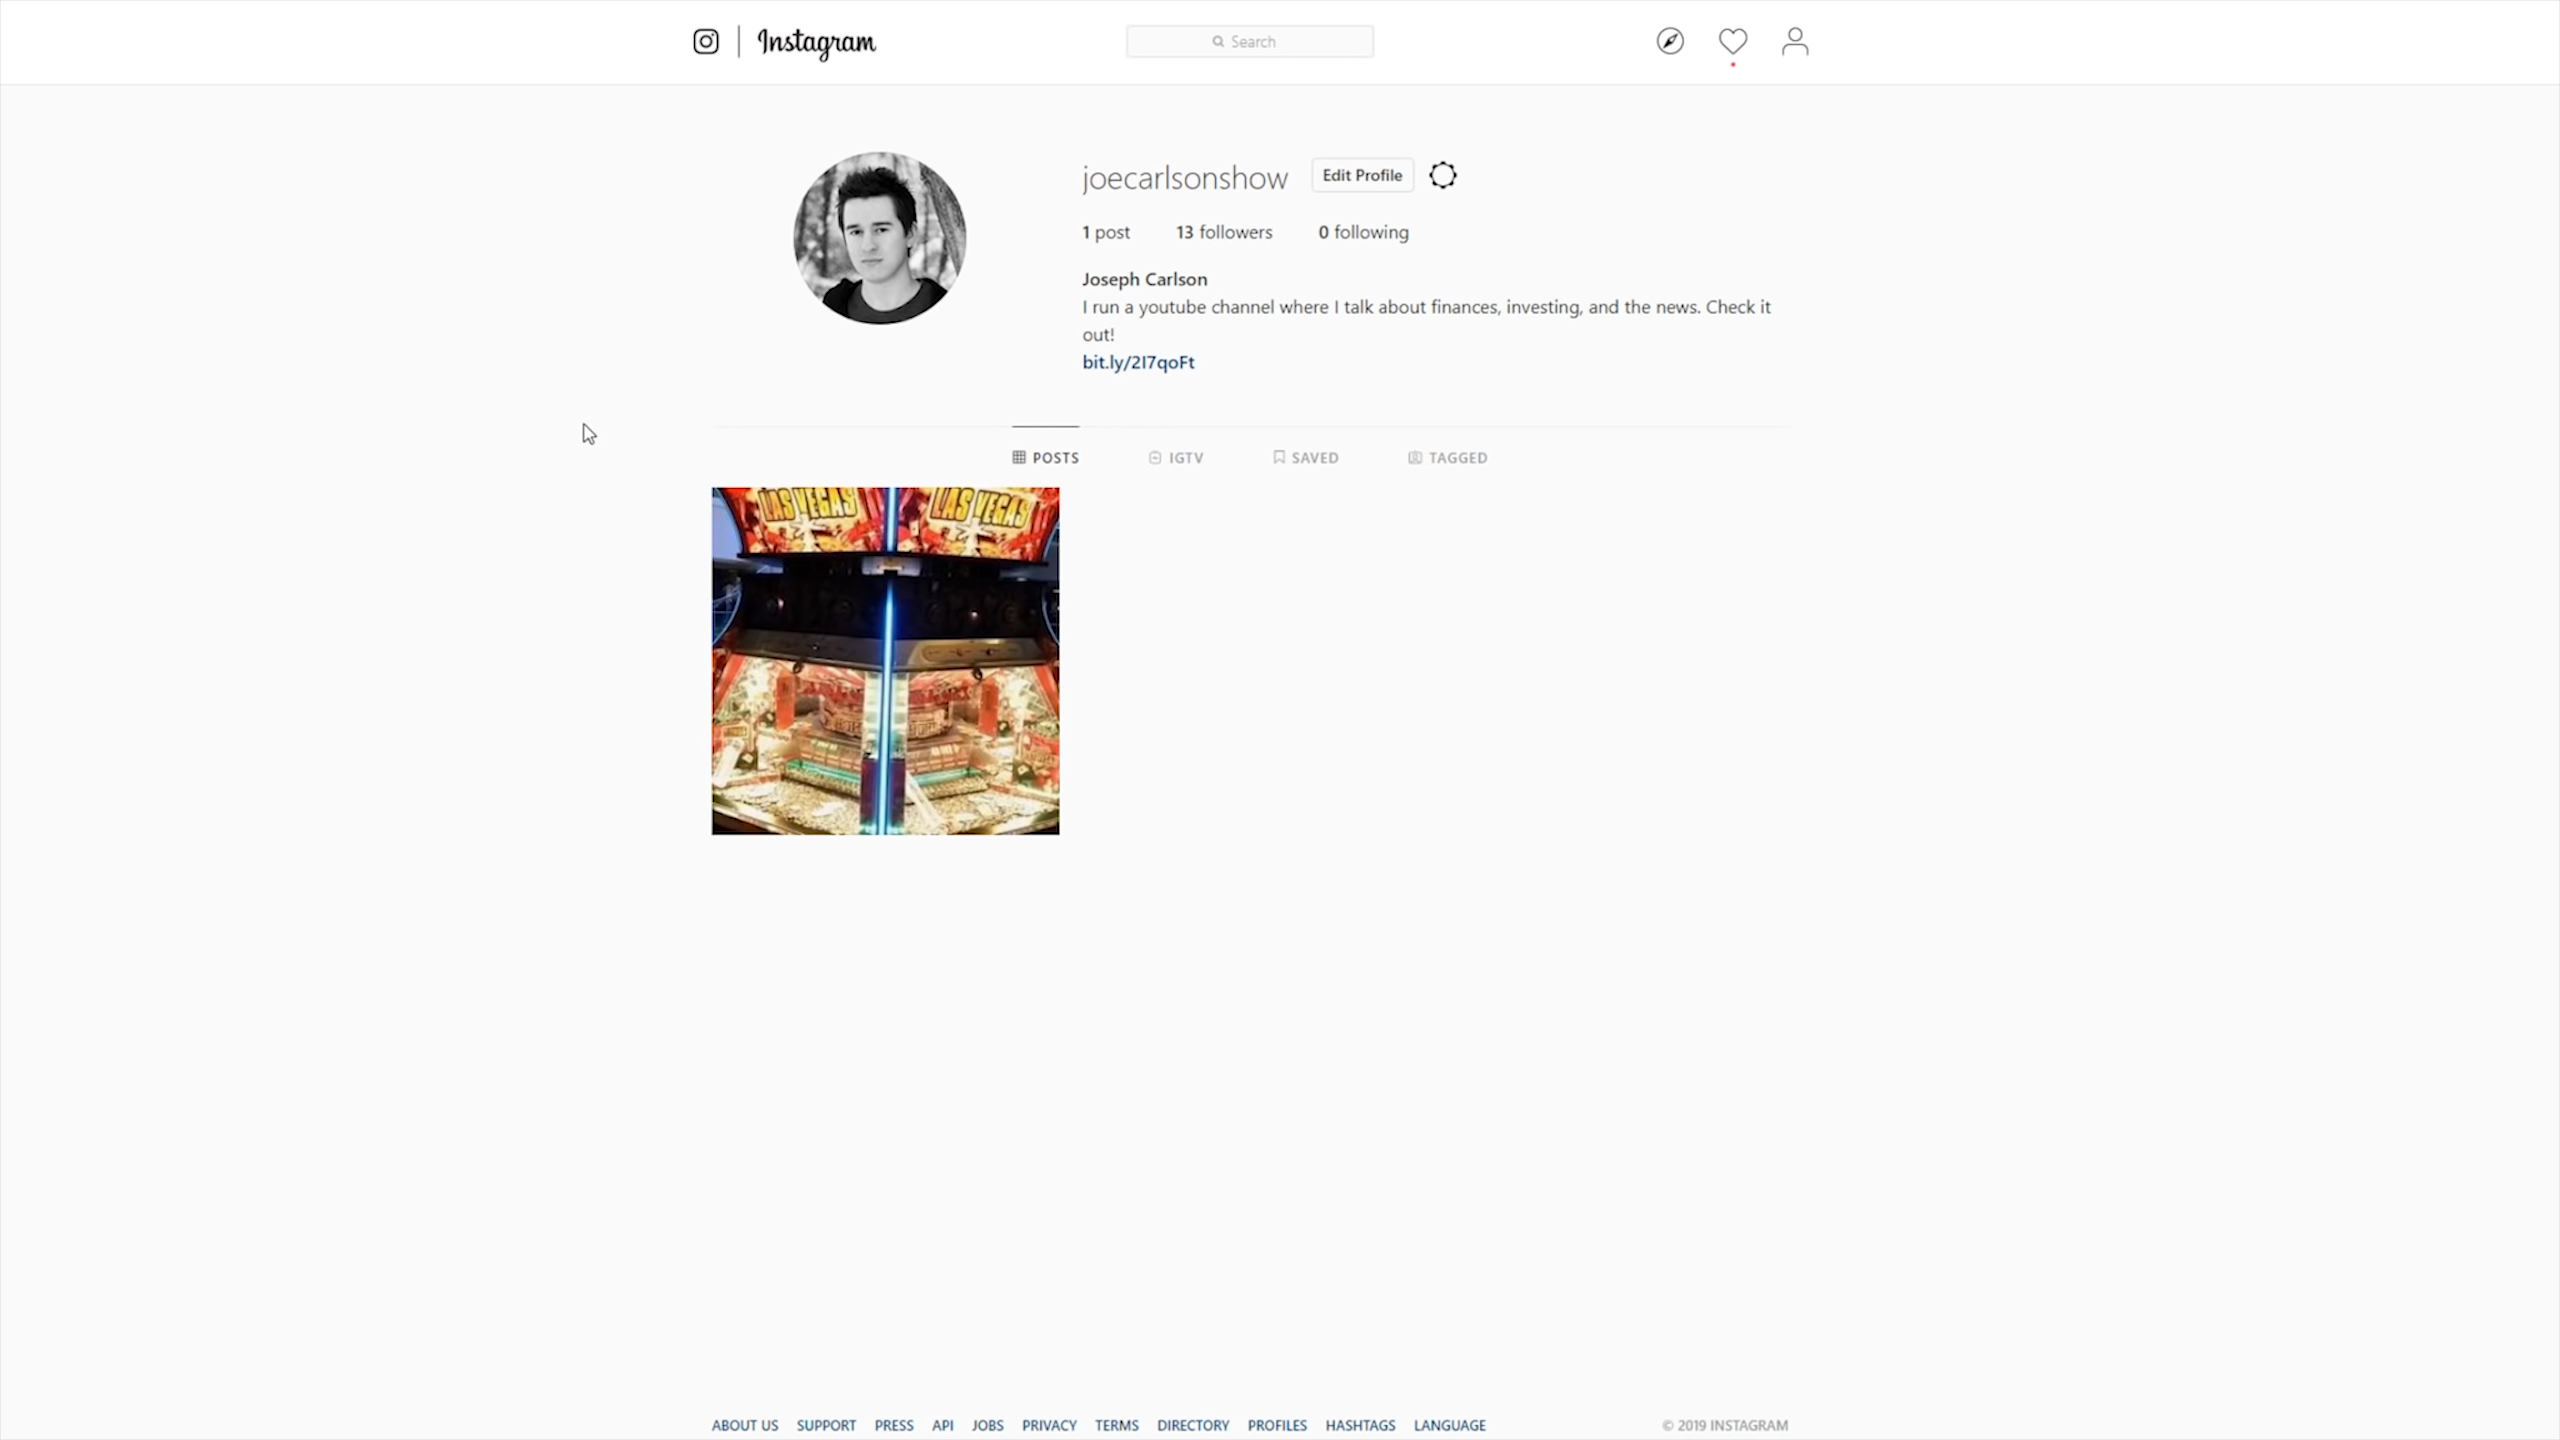 Instagram
Search
joecarlsonshow Edit Profile
1 post 13 followers 0 following
Joseph Carlson
I run a youtube channel where I talk about finances, investing, and the news. Check it
out!
bit.ly/2I7qoFt
POSTS IGTV SAVED TAGGED
LAS VEGAS LAS VEGAS
ABOUT US SUPPORT PRESS API JOBS PRIVACY TERMS DIRECTORY PROFILES HASHTAGS LANGUAGE © 2019 INSTAGRAM